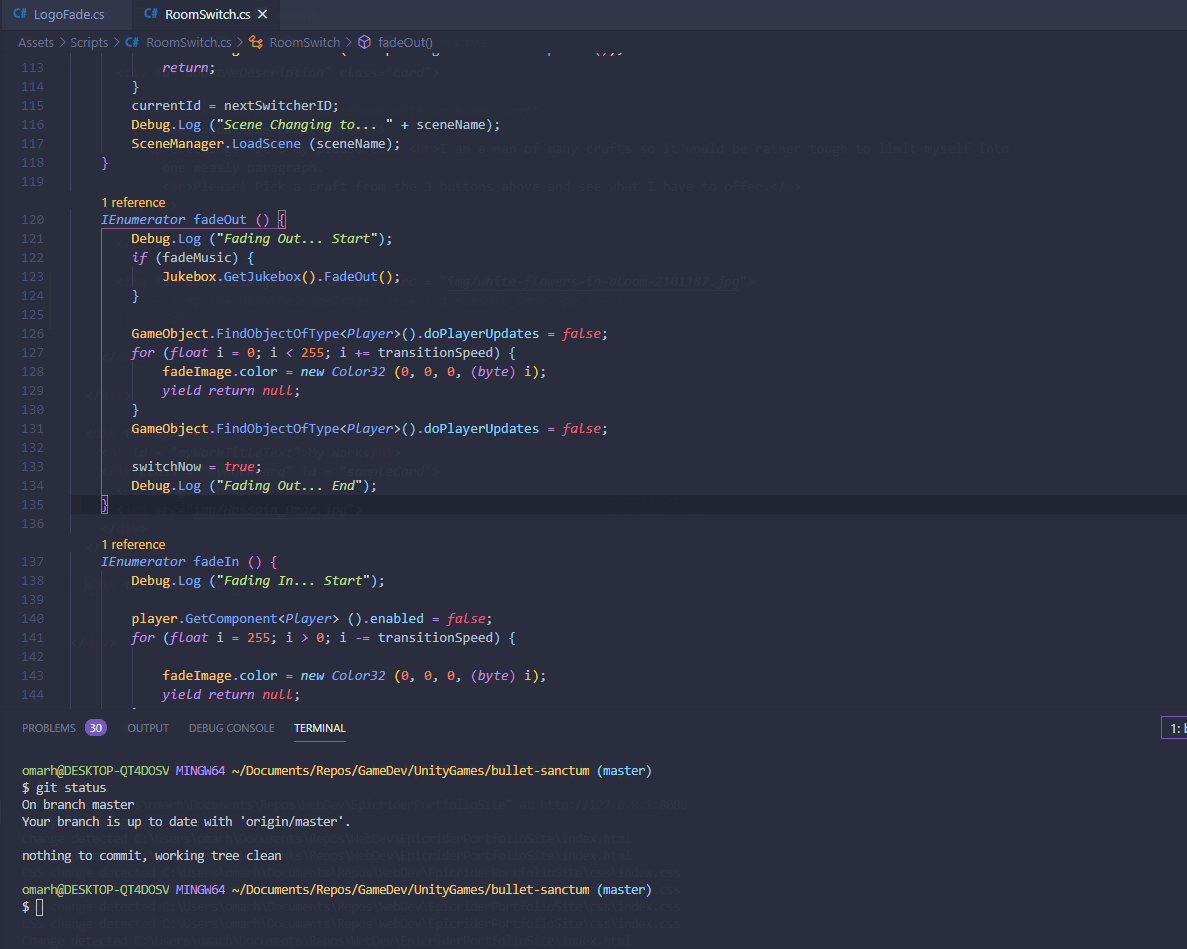 C# LogoFade.cs C# RoomSwitch.cs ×
Assets > Scripts > C# RoomSwitch.cs > RoomSwitch > fadeOut()
113 return;
114 }
115 currentId = nextSwitcherID;
116 Debug.Log ("Scene Changing to... " + sceneName);
117 SceneManager.LoadScene (sceneName);
118 }
119
1 reference
120 IEnumerator fadeOut () {
121 Debug.Log ("Fading Out... Start");
122 if (fadeMusic) {
123 Jukebox.GetJukebox().FadeOut();
124 }
125
126 GameObject.FindObjectOfType<Player>().doPlayerUpdates = false;
127 for (float i = 0; i < 255; i += transitionSpeed) {
128 fadeImage.color = new Color32 (0, 0, 0, (byte) i);
129 yield return null;
130 }
131 GameObject.FindObjectOfType<Player>().doPlayerUpdates = false;
132
133 switchNow = true;
134 Debug.Log ("Fading Out... End");
135 }
136
1 reference
137 IEnumerator fadeIn () {
138 Debug.Log ("Fading In... Start");
139
140 player.GetComponent<Player> ().enabled = false;
141 for (float i = 255; i > 0; i -= transitionSpeed) {
142
143 fadeImage.color = new Color32 (0, 0, 0, (byte) i);
144 yield return null;
PROBLEMS 30 OUTPUT DEBUG CONSOLE TERMINAL 1:
omarh@DESKTOP-QT4DOSV MINGW64 ~/Documents/Repos/GameDev/UnityGames/bullet-sanctum (master)
$ git status
On branch master
Your branch is up to date with 'origin/master'.
nothing to commit, working tree clean
omarh@DESKTOP-QT4DOSV MINGW64 ~/Documents/Repos/GameDev/UnityGames/bullet-sanctum (master)
$